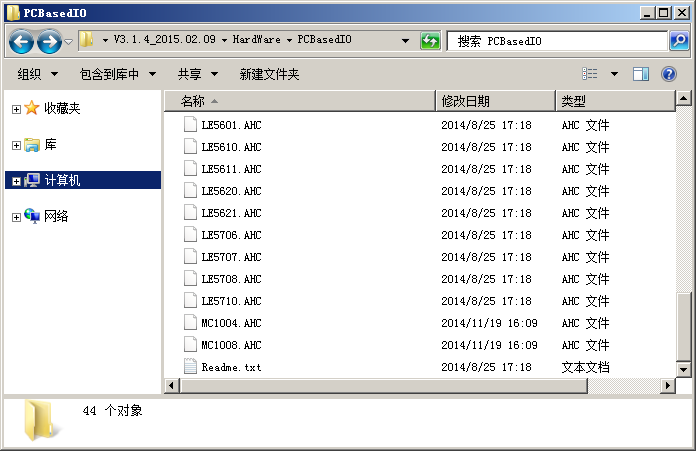 PCBasedIO
V3.1.4_2015.02.09 HardWare PCBasedIO 搜索 PCBasedIO
组织 包含到库中 共享 新建文件夹
收藏夹
库
计算机
网络
名称 修改日期 类型
LE5601.AHC 2014/8/25 17:18 AHC 文件
LE5610.AHC 2014/8/25 17:18 AHC 文件
LE5611.AHC 2014/8/25 17:18 AHC 文件
LE5620.AHC 2014/8/25 17:18 AHC 文件
LE5621.AHC 2014/8/25 17:18 AHC 文件
LE5706.AHC 2014/8/25 17:18 AHC 文件
LE5707.AHC 2014/8/25 17:18 AHC 文件
LE5708.AHC 2014/8/25 17:18 AHC 文件
LE5710.AHC 2014/8/25 17:18 AHC 文件
MC1004.AHC 2014/11/19 16:09 AHC 文件
MC1008.AHC 2014/11/19 16:09 AHC 文件
Readme.txt 2014/8/25 17:18 文本文档
44 个对象